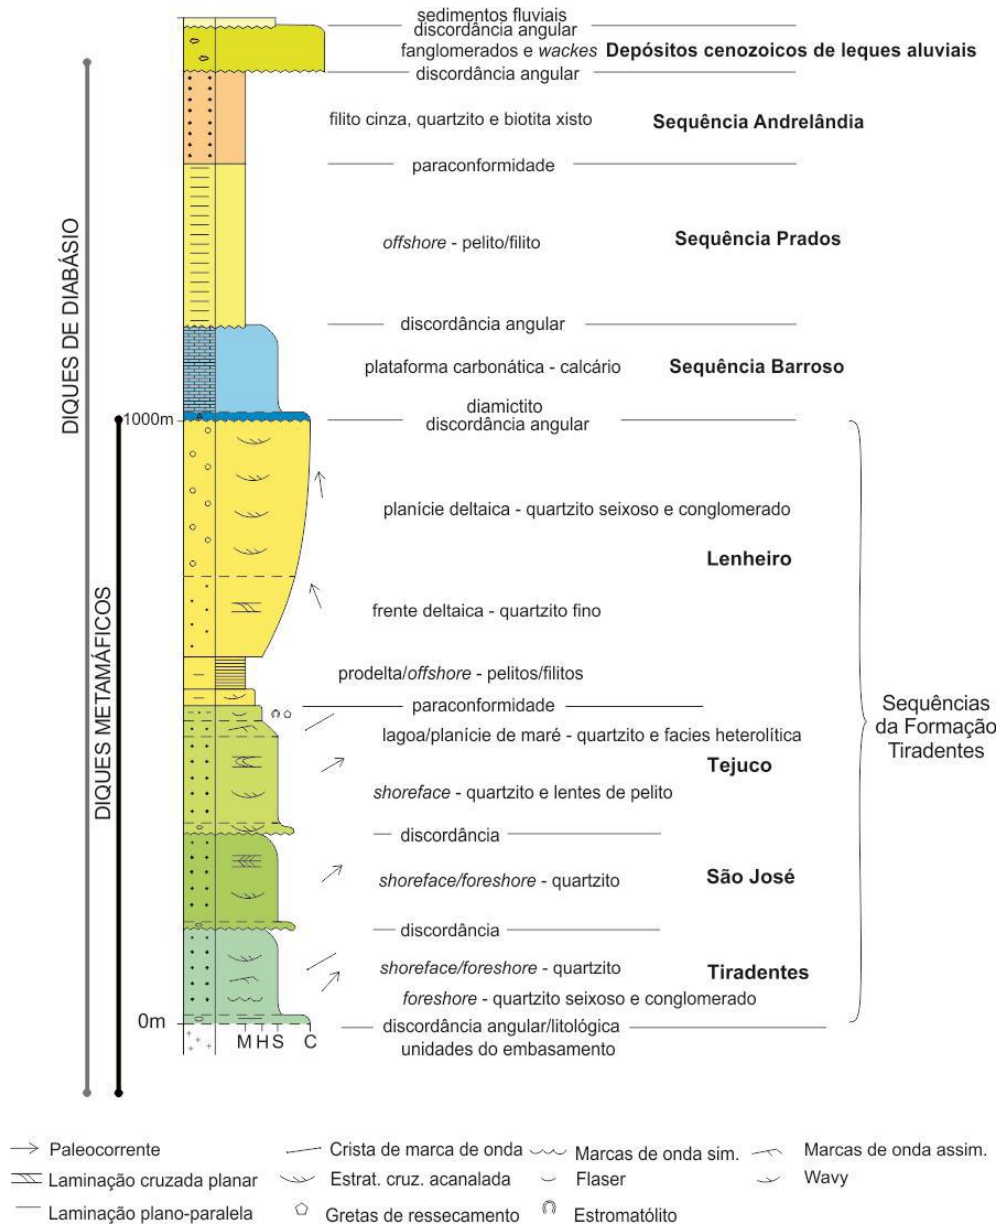 sedimentos fluviais
discordância angular
fanglomerados e wackes Depósitos cenozoicos de leques aluviais
discordância angular
filito cinza, quartzito e biotita xisto Sequência Andrelândia
paraconformidade
offshore - pelito/filito Sequência Prados
discordância angular
plataforma carbonática - calcário Sequência Barroso
diamictito
1000m discordância angular
planície deltaica - quartzito seixoso e conglomerado
Lenheiro
frente deltaica - quartzito fino
prodelta/offshore - pelitos/filitos
paraconformidade
lagoa/planície de maré - quartzito e facies heterolítica
Tejuco
shoreface - quartzito e lentes de pelito
discordância
shoreface/foreshore - quartzito São José
discordância
shoreface/foreshore - quartzito Tiradentes
foreshore - quartzito seixoso e conglomerado
0m discordância angular/litológica
M H S C unidades do embasamento
DIQUES DE DIABÁSIO
DIQUES METAMÁFICOS
Sequências
da Formação
Tiradentes
Paleocorrente Crista de marca de onda Marcas de onda sim. Marcas de onda assim.
Laminação cruzada planar Estrat. cruz. acanalada Flaser Wavy
Laminação plano-paralela Gretas de ressecamento Estromatólito